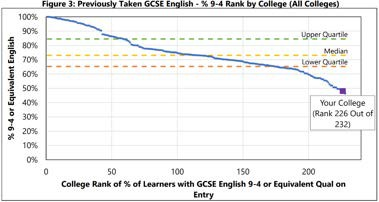 Figure 3: Previously Taken GCSE English - % 9-4 Rank by College (All Colleges)
% 9-4 or Equivalent English
100%
90%
80%
70%
60%
50%
40%
30%
20%
10%
0%
Upper Quartile
Median
Lower Quartile
Your College
(Rank 226 Out of
232)
0
50
100
150
200
College Rank of % of Learners with GCSE English 9-4 or Equivalent Qual on
Entry